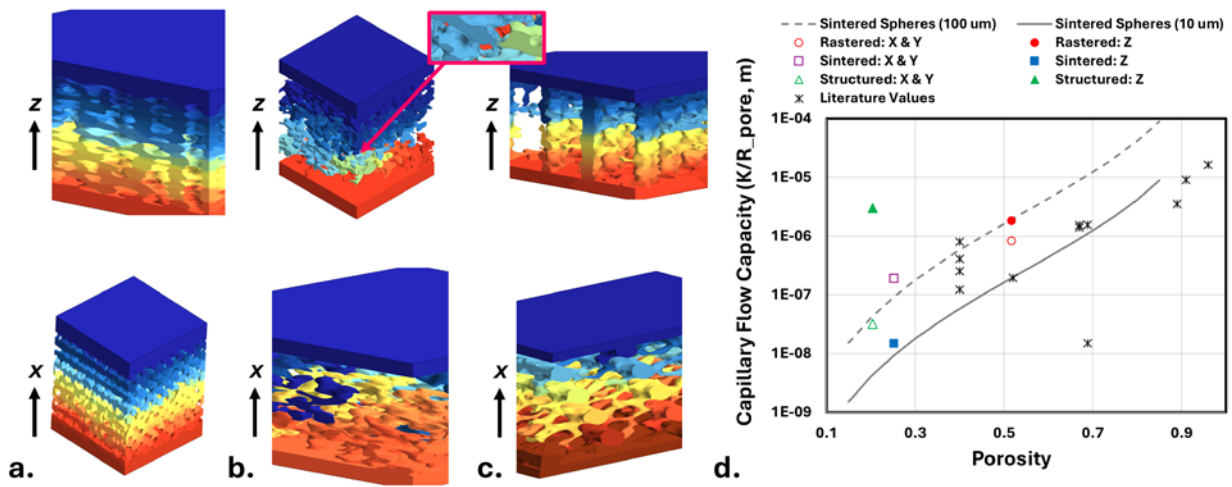 z
z
z
x
x
x
a.
b.
c.
d.
Sintered Spheres (100 um)
Sintered Spheres (10 um)
Rastered: X & Y
Rastered: Z
Sintered: X & Y
Sintered: Z
Structured: X & Y
Structured: Z
Literature Values
Capillary Flow Capacity (K/R_pore, m)
1E-04
1E-05
1E-06
1E-07
1E-08
1E-09
0.1
0.3
0.5
0.7
0.9
Porosity